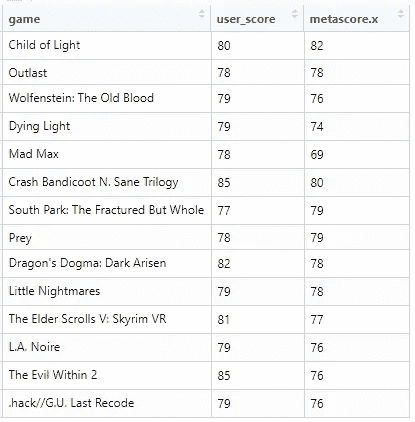 game user_score metascore.x
Child of Light 80 82
Outlast 78 78
Wolfenstein: The Old Blood 79 76
Dying Light 79 74
Mad Max 78 69
Crash Bandicoot N. Sane Trilogy 85 80
South Park: The Fractured But Whole 77 79
Prey 78 79
Dragon's Dogma: Dark Arisen 82 78
Little Nightmares 79 78
The Elder Scrolls V: Skyrim VR 81 77
L.A. Noire 79 76
The Evil Within 2 85 76
.hack//G.U. Last Recode 79 76